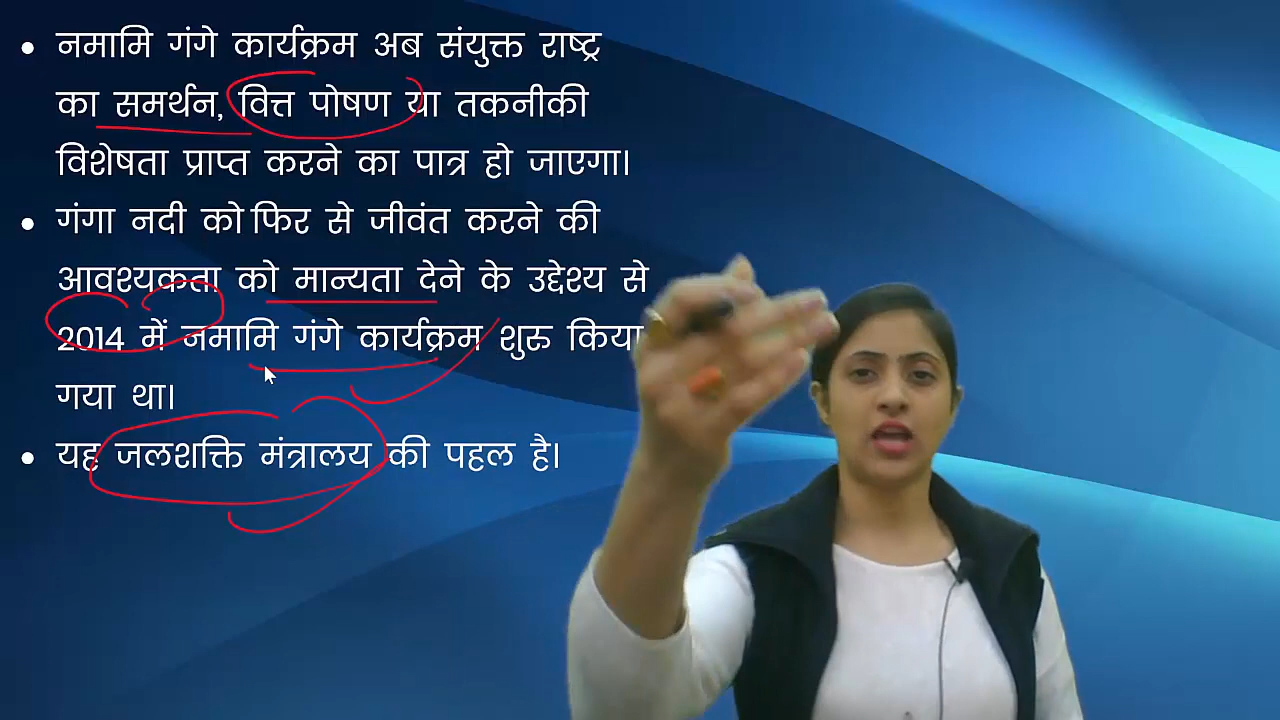 • नमामि गंगे कार्यक्रम अब संयुक्त राष्ट्र
का समर्थन, वित्त पोषण या तकनीकी
विशेषता प्राप्त करने का पात्र हो जाएगा।
• गंगा नदी को फिर से जीवंत करने की
आवश्यकता को मान्यता देने के उद्देश्य से
2014 में नमामि गंगे कार्यक्रम शुरु किया
गया था।
• यह जलशक्ति मंत्रालय की पहल है।